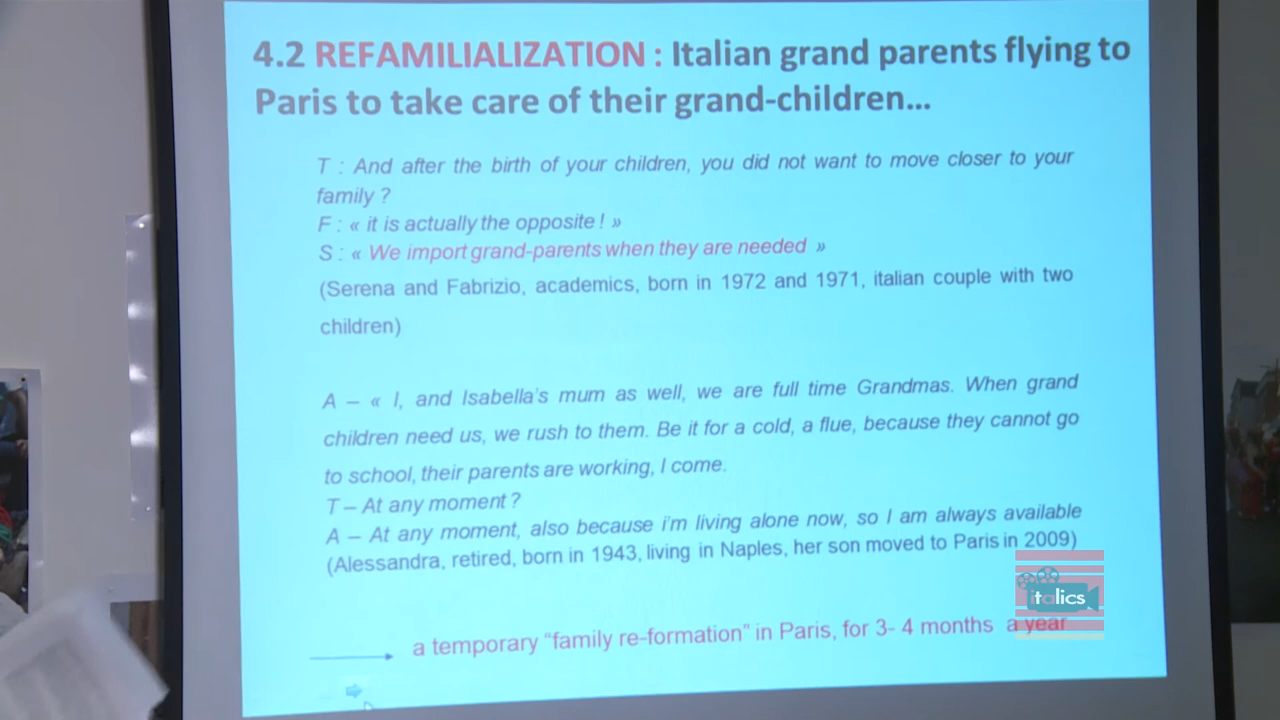 4.2 REFAMILIALIZATION : Italian grand parents flying to
Paris to take care of their grand-children...
T : And after the birth of your children, you did not want to move closer to your
family ?
F : « it is actually the opposite ! »
S : « We import grand-parents when they are needed »
(Serena and Fabrizio, academics, born in 1972 and 1971, italian couple with two
children)
A – « I, and Isabella's mum as well, we are full time Grandmas. When grand
children need us, we rush to them. Be it for a cold, a flue, because they cannot go
to school, their parents are working, I come.
T – At any moment ?
A – At any moment, also because i'm living alone now, so I am always available
(Alessandra, retired, born in 1943, living in Naples, her son moved to Paris in 2009)
italics
a temporary “family re-formation” in Paris, for 3- 4 months a year